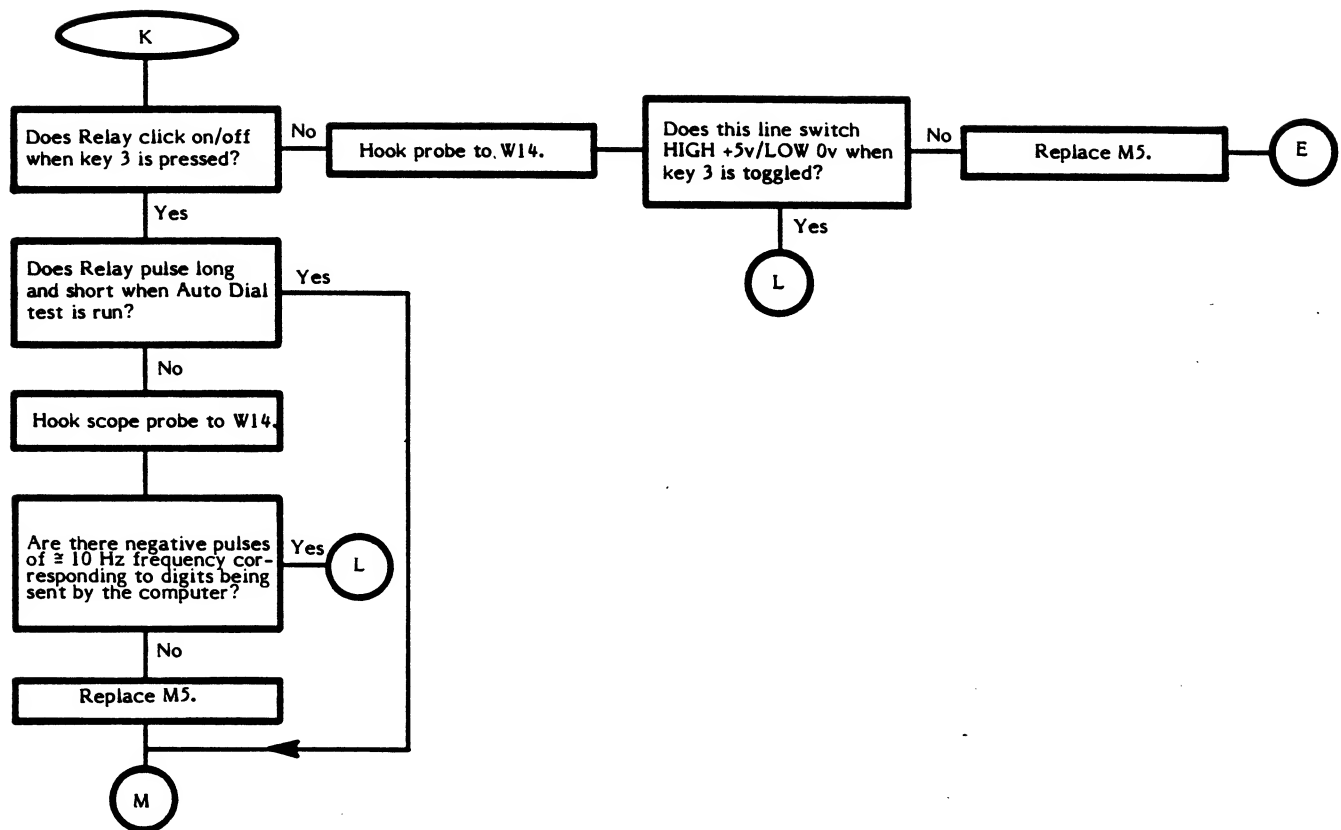 K
Does Relay click on/off
when key 3 is pressed?
No
Hook probe to W14.
Does this line switch
HIGH +5v/LOW 0v when
key 3 is toggled?
No
Replace M5.
E
Yes
L
Yes
Does Relay pulse long
and short when Auto Dial
test is run?
Yes
No
Hook scope probe to W14.
Are there negative pulses
of ≅ 10 Hz frequency cor-
responding to digits being
sent by the computer?
Yes
L
No
Replace M5.
M